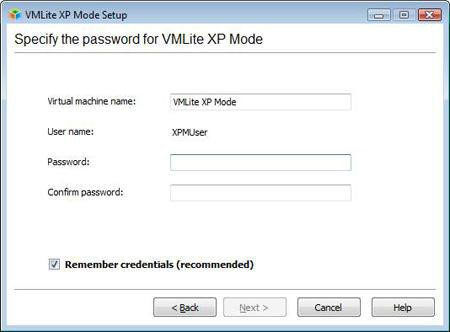 VMLite XP Mode Setup
Specify the password for VMLite XP Mode
Virtual machine name: VMLite XP Mode
User name: XPMUser
Password:
Confirm password:
Remember credentials (recommended)
< Back Next > Cancel Help